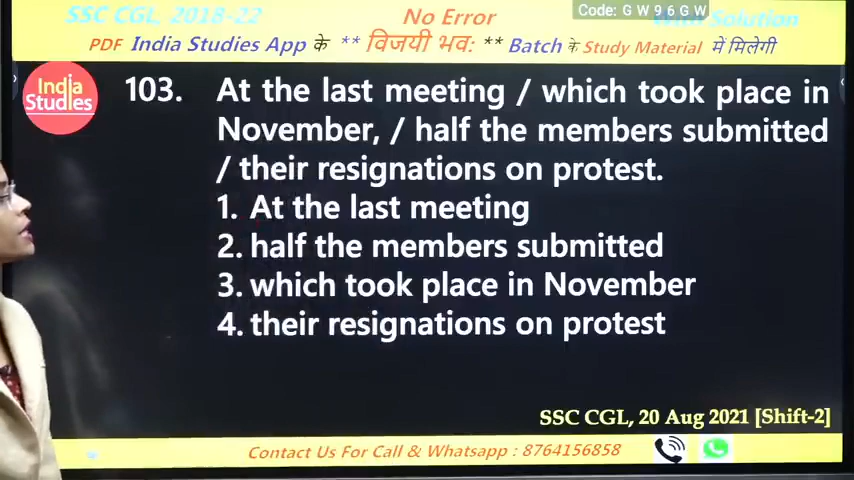 SSC CGL, 2018-22
No Error
Code: G W 9 6 G W
Solution
PDF India Studies App के ** विजयी भव: ** Batch के Study Material में मिलेगी
India
Studies
103. At the last meeting / which took place in
November, / half the members submitted
/ their resignations on protest.
1. At the last meeting
2. half the members submitted
3. which took place in November
4. their resignations on protest
SSC CGL, 20 Aug 2021 [Shift-2]
Contact Us For Call & Whatsapp : 8764156858